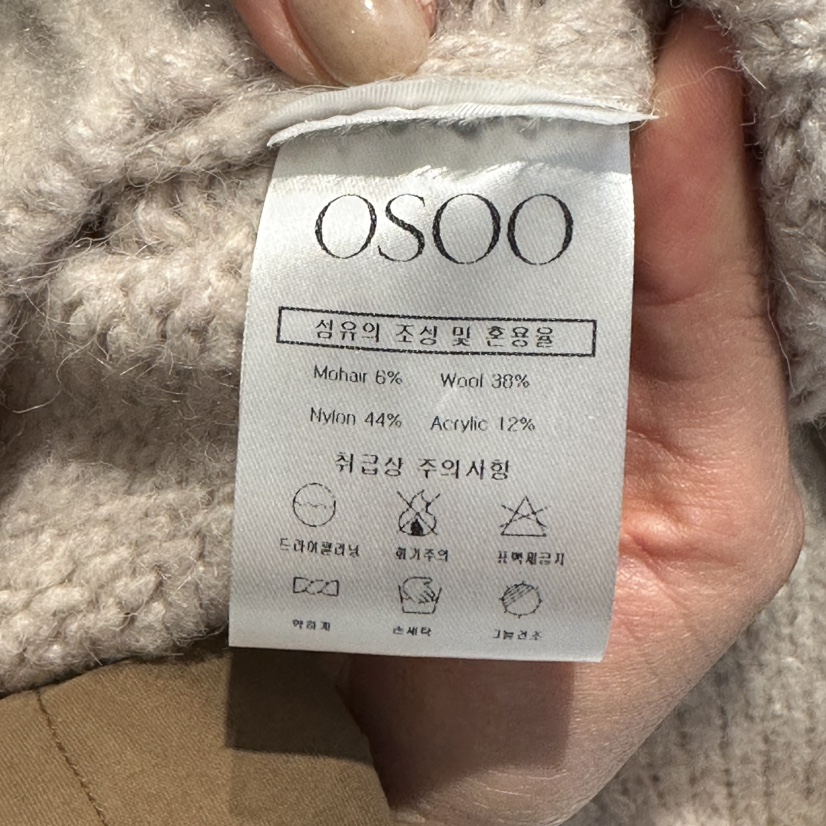 OSOO
섬유의 조성 및 혼용율
Mohair 6% Wool 38%
Nylon 44% Acrylic 12%
취급상 주의사항
드라이클리닝 화기주의 표백제금지
약하게 손세탁 그늘건조